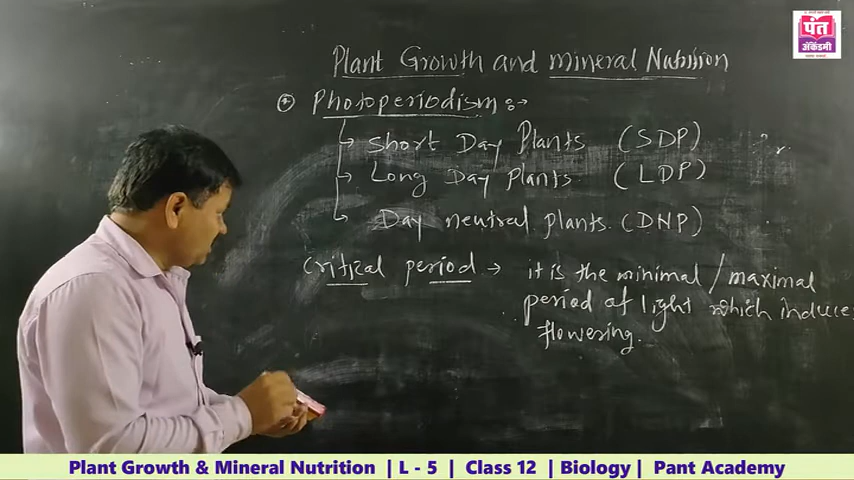 पंत
अॅकॅडमी
Plant Growth and mineral Nutrition
Photoperiodism :→
Short Day Plants (SDP)
Long Day plants (LDP)
Day neutral plants. (DNP)
Critical period → it is the minimal / maximal
period of light which induces
flowering.
Plant Growth & Mineral Nutrition | L - 5 | Class 12 | Biology | Pant Academy